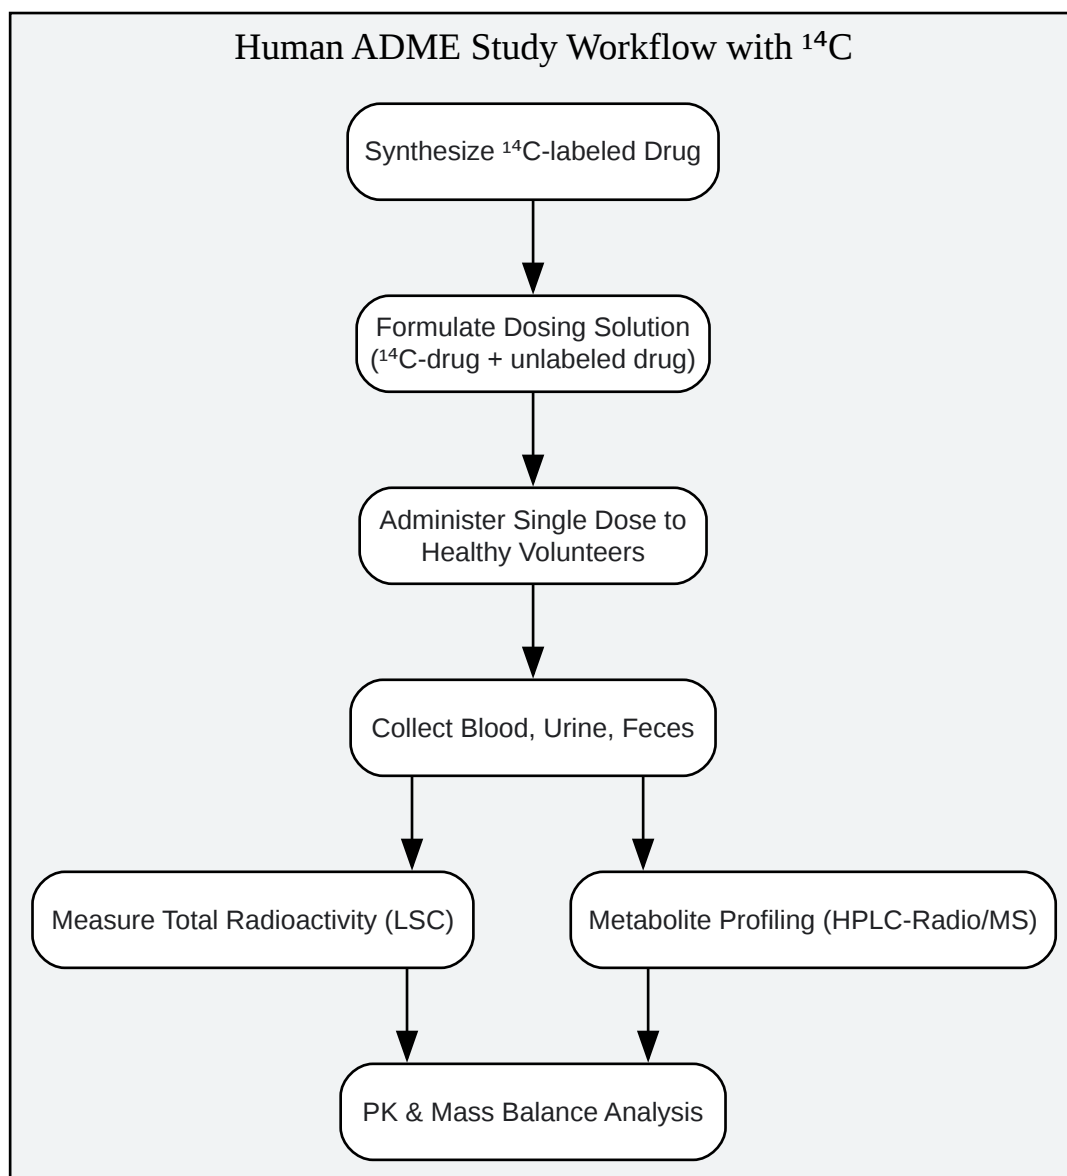 Human ADME Study Workflow with ¹⁴C
Synthesize ¹⁴C-labeled Drug
Formulate Dosing Solution
(¹⁴C-drug + unlabeled drug)
Administer Single Dose to
Healthy Volunteers
Collect Blood, Urine, Feces
Measure Total Radioactivity (LSC)
Metabolite Profiling (HPLC-Radio/MS)
PK & Mass Balance Analysis